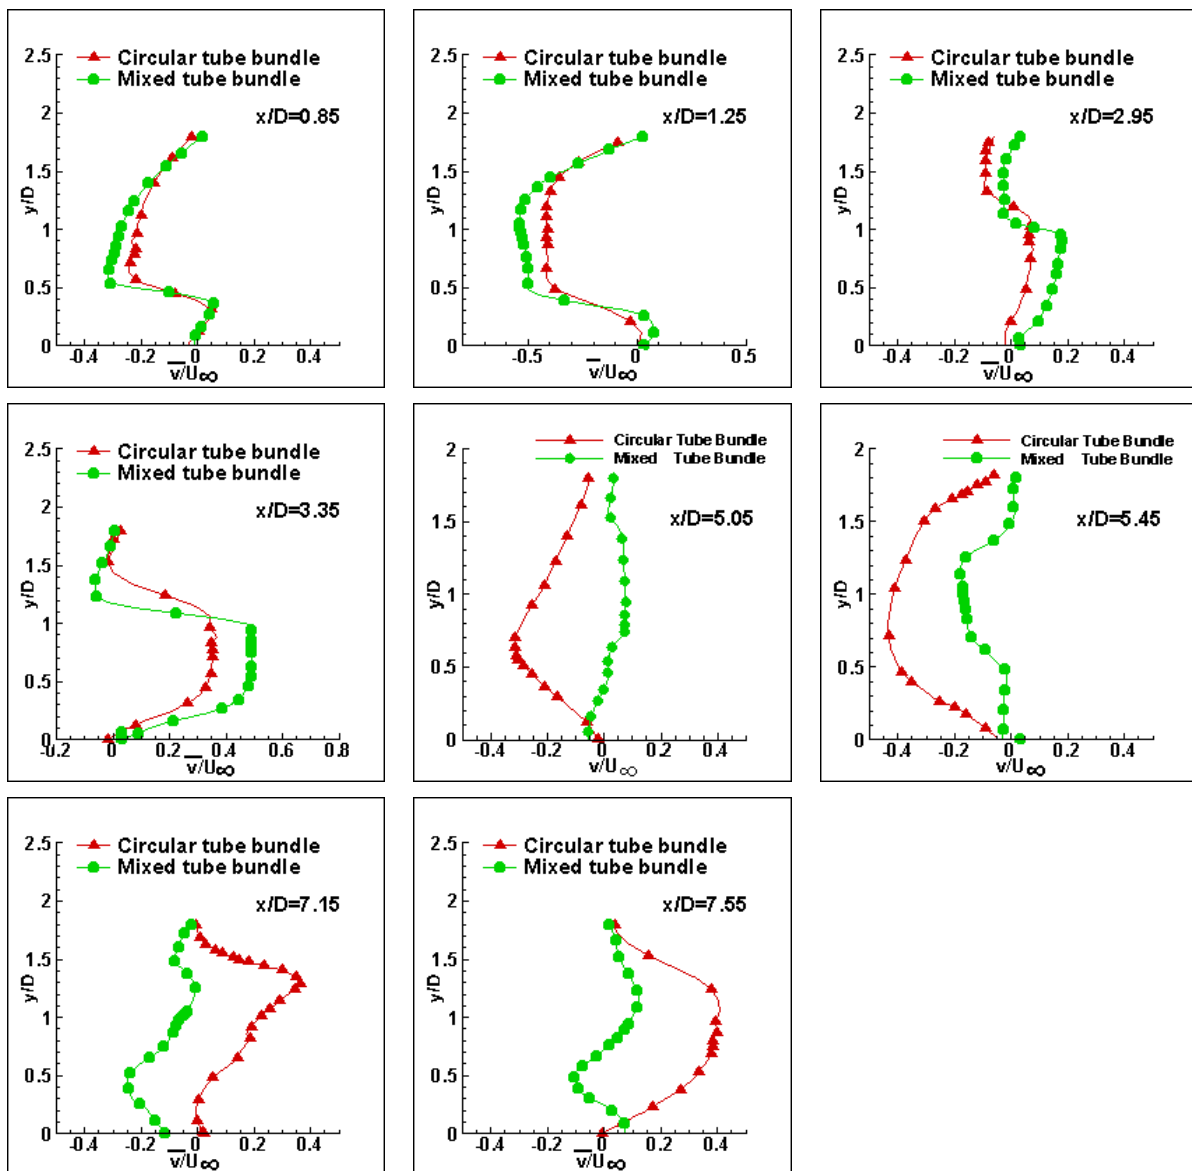 2.5
Circular tube bundle
Mixed tube bundle
2
x/D=0.85
1.5
y/D
1
0.5
0
-0.4 -0.2 0 0.2 0.4
v/U∞
2.5
Circular tube bundle
Mixed tube bundle
2
x/D=1.25
1.5
y/D
1
0.5
0
-0.5 0 0.5
v/U∞
2.5
Circular tube bundle
Mixed tube bundle
2
x/D=2.95
1.5
y/D
1
0.5
0
-0.4 -0.2 0 0.2 0.4
v/U∞
2.5
Circular tube bundle
Mixed tube bundle
2
x/D=3.35
1.5
y/D
1
0.5
0
-0.2 0 0.2 0.4 0.6 0.8
v/U∞
2.5
Circular Tube Bundle
Mixed Tube Bundle
2
x/D=5.05
1.5
y/D
1
0.5
0
-0.4 -0.2 0 0.2 0.4
v/U∞
2.5
Circular Tube Bundle
Mixed Tube Bundle
2
x/D=5.45
1.5
y/D
1
0.5
0
-0.4 -0.2 0 0.2 0.4
v/U∞
2.5
Circular tube bundle
Mixed tube bundle
2
x/D=7.15
1.5
y/D
1
0.5
0
-0.4 -0.2 0 0.2 0.4
v/U∞
2.5
Circular tube bundle
Mixed tube bundle
2
x/D=7.55
1.5
y/D
1
0.5
0
-0.4 -0.2 0 0.2 0.4
v/U∞